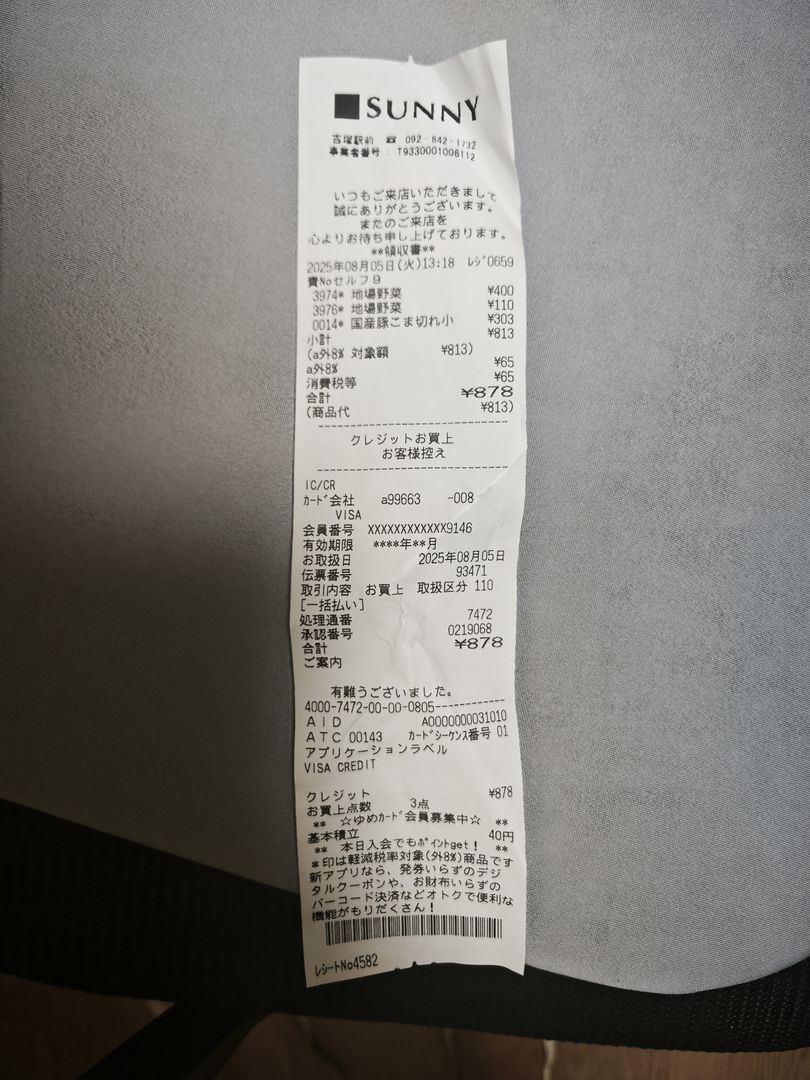 SUNNY
吉塚駅前 ☎ 092-642-1732
事業者番号 : T9330001006112
いつもご来店いただきまして
誠にありがとうございます。
またのご来店を
心よりお待ち申し上げております。
**領収書**
2025年08月05日(火)13:18 レジ0659
責Noセルフ9
3974* 地場野菜 ¥400
3976* 地場野菜 ¥110
0014* 国産豚こま切れ小 ¥303
小計 ¥813
(a外8% 対象額 ¥813)
a外8% ¥65
消費税等 ¥65
合計 ¥878
(商品代 ¥813)
クレジットお買上
お客様控え
IC/CR
カード会社 a99663 -008
VISA
会員番号 XXXXXXXXXXXX9146
有効期限 ****年**月
お取扱日 2025年08月05日
伝票番号 93471
取引内容 お買上 取扱区分 110
[一括払い]
処理通番 7472
承認番号 0219068
合計 ¥878
ご案内
有難うございました。
4000-7472-00-00-0805------------
AID A0000000031010
ATC 00143 カードシーケンス番号 01
アプリケーションラベル
VISA CREDIT
クレジット ¥878
お買上点数 3点
** ☆ゆめカード会員募集中☆ **
基本積立 40円
** 本日入会でもポイントget! **
*印は軽減税率対象(外8%)商品です
新アプリなら、発券いらずのデジ
タルクーポンや、お財布いらずの
バーコード決済などオトクで便利な
機能がもりだくさん!
レシートNo4582